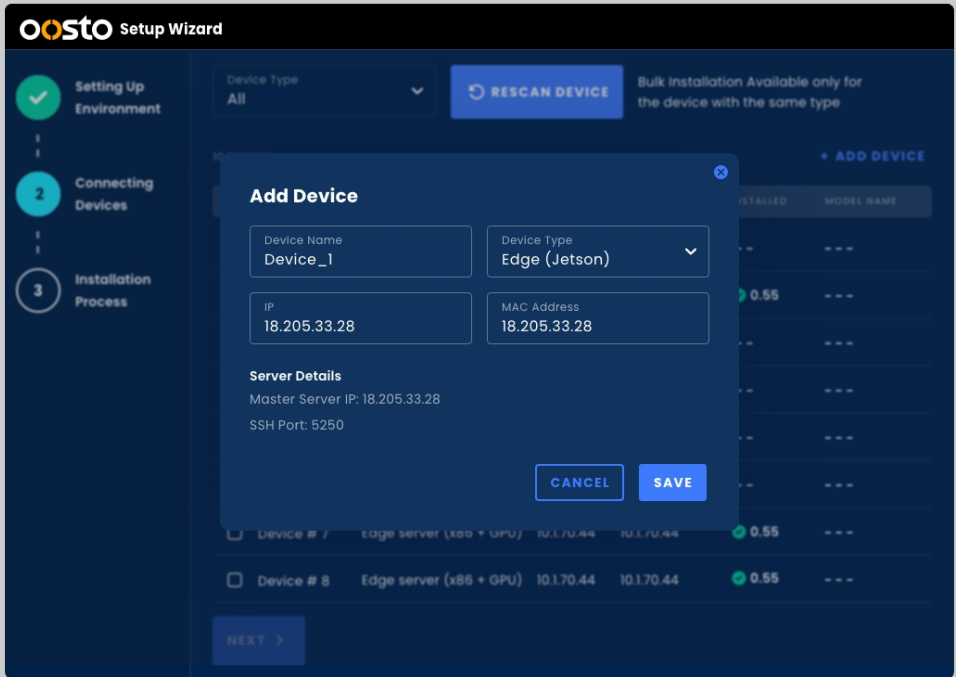 oosto Setup Wizard
Setting Up
Environment
2
Connecting
Devices
3
Installation
Process
Device Type
All
RESCAN DEVICE
Bulk Installation Available only for
the device with the same type
+ ADD DEVICE
MODEL NAME
Add Device
Device Name
Device_1
Device Type
Edge (Jetson)
IP
18.205.33.28
MAC Address
18.205.33.28
Server Details
Master Server IP: 18.205.33.28
SSH Port: 5250
CANCEL
SAVE
- -
- - -
0.55
- - -
- -
- - -
- -
- - -
- -
- - -
- -
- - -
Device # 7 Edge server (x86 + GPU) 10.1.70.44 10.1.70.44 0.55 - - -
Device # 8 Edge server (x86 + GPU) 10.1.70.44 10.1.70.44 0.55 - - -
NEXT >